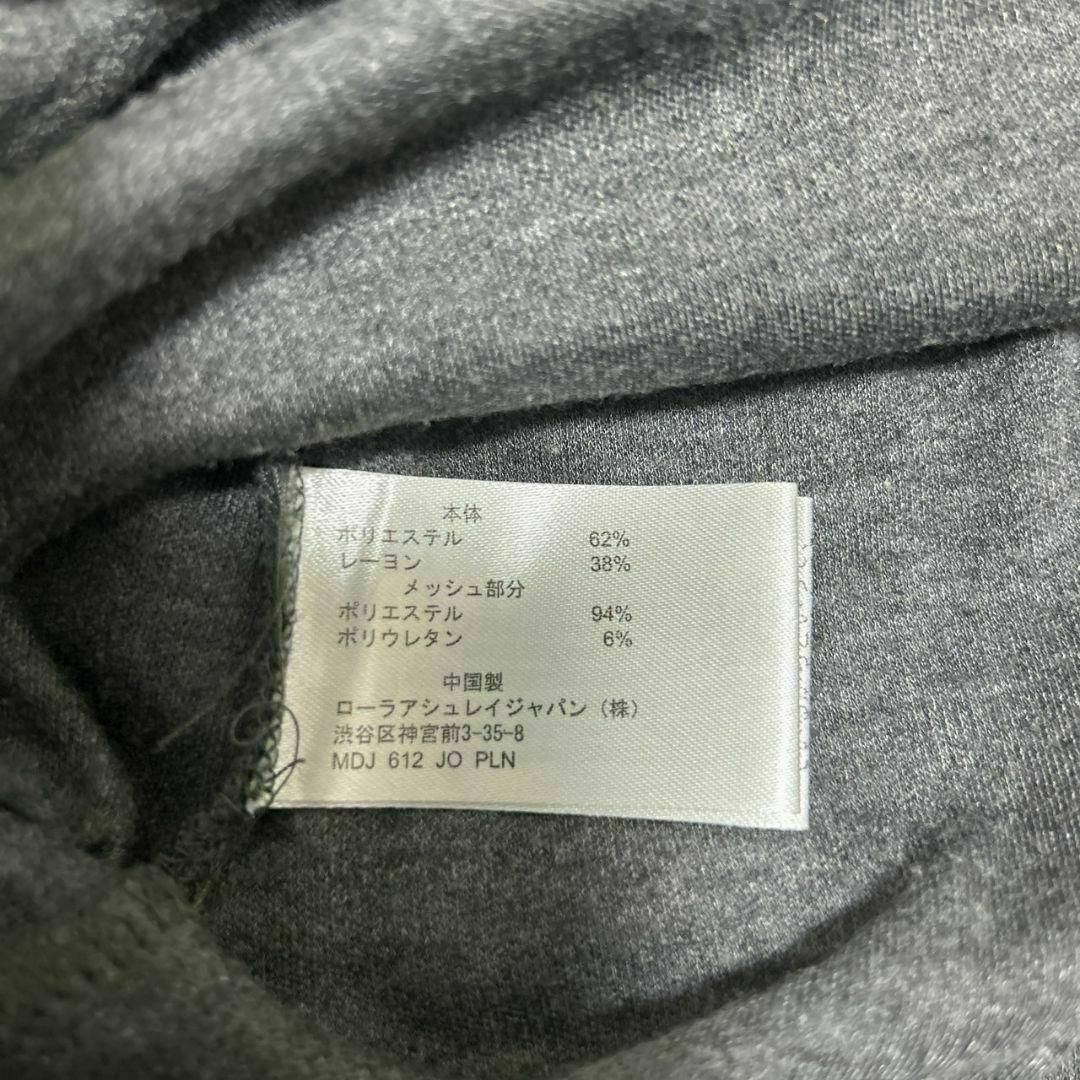 本体
ポリエステル 62%
レーヨン 38%
メッシュ部分
ポリエステル 94%
ポリウレタン 6%
中国製
ローラアシュレイジャパン（株）
渋谷区神宮前3-35-8
MDJ 612 JO PLN